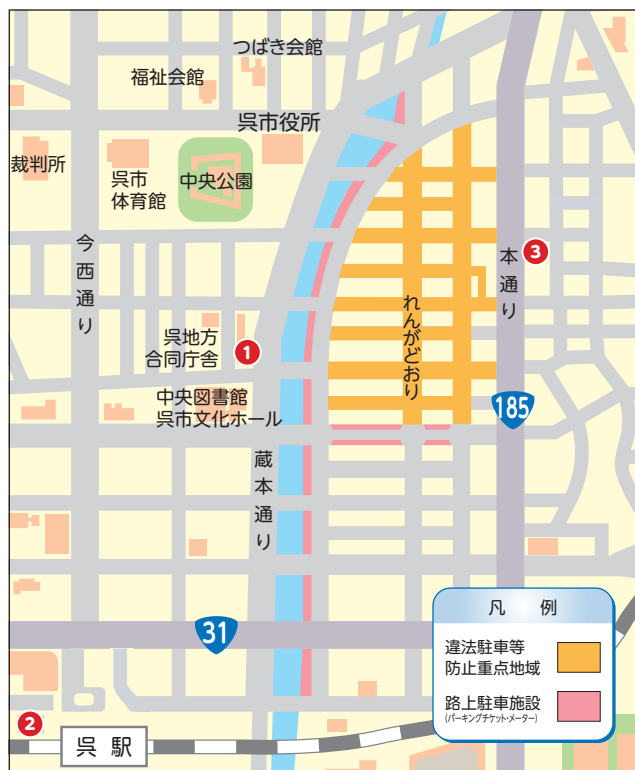 つばき会館
福祉会館
呉市役所
裁判所
呉市
体育館
中央公園
今西通り
本通り
3
れんがどおり
呉地方
合同庁舎
1
中央図書館
呉市文化ホール
185
蔵本通り
31
凡 例
違法駐車等
防止重点地域
路上駐車施設
(パーキングチケット・メーター)
2
呉駅